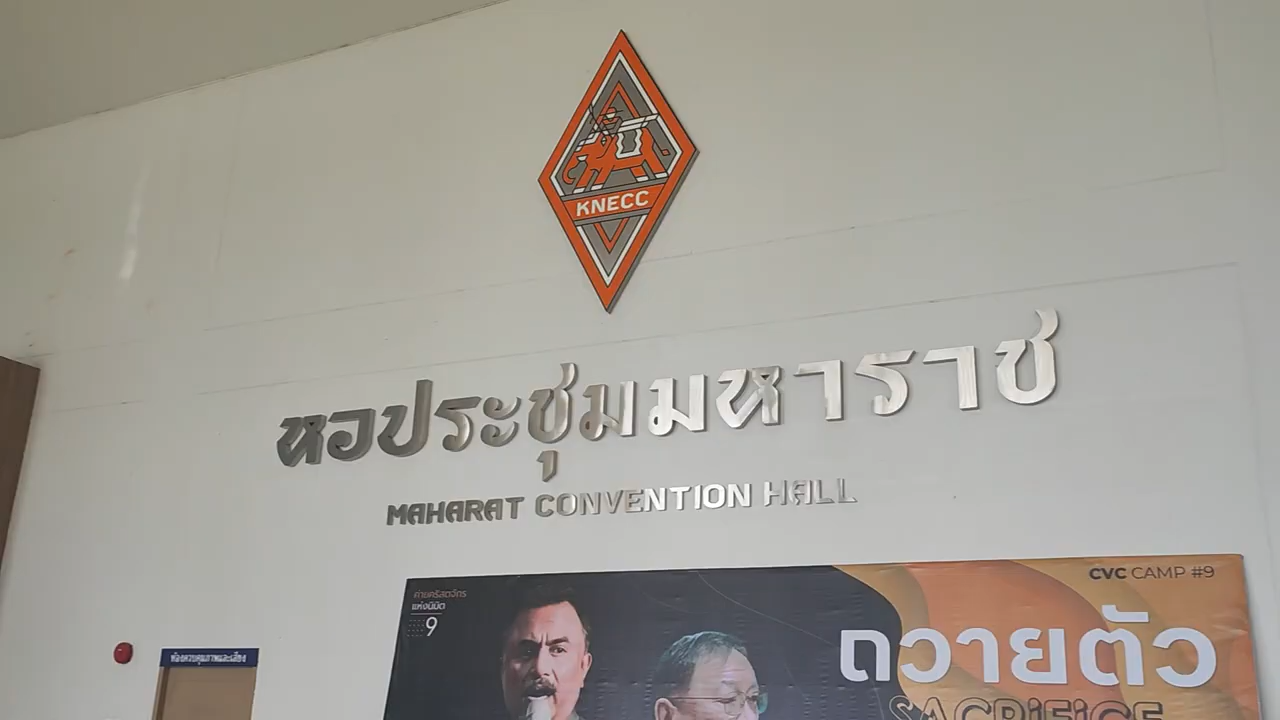 KNECC
หอประชุมมหาราช
MAHARAT CONVENTION HALL
CVC CAMP #9
ค่ายคริสตจักร
แห่งนิมิต
9
ถวายตัว
SACRiFiCE
ห้องควบคุมภาพและเสียง